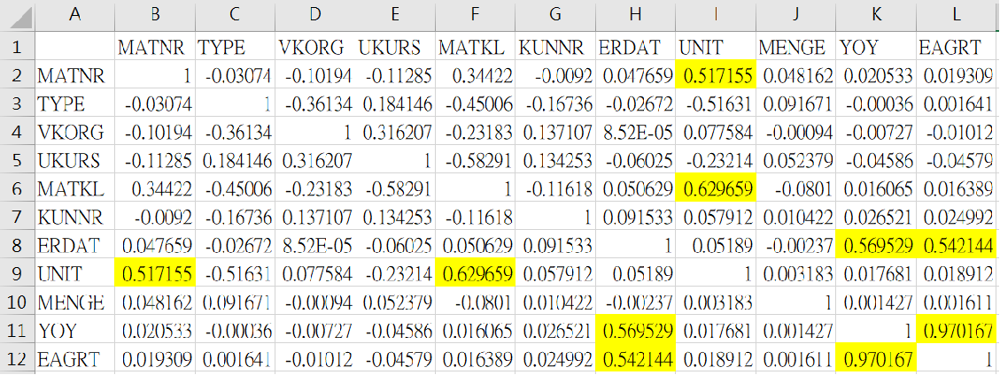 A B C D E F G H I J K L
1 MATNR TYPE VKORG UKURS MATKL KUNNR ERDAT UNIT MENGE YOY EAGRT
2 MATNR 1 -0.03074 -0.10194 -0.11285 0.34422 -0.0092 0.047659 0.517155 0.048162 0.020533 0.019309
3 TYPE -0.03074 1 -0.36134 0.184146 -0.45006 -0.16736 -0.02672 -0.51631 0.091671 -0.00036 0.001641
4 VKORG -0.10194 -0.36134 1 0.316207 -0.23183 0.137107 8.52E-05 0.077584 -0.00094 -0.00727 -0.01012
5 UKURS -0.11285 0.184146 0.316207 1 -0.58291 0.134253 -0.06025 -0.23214 0.052379 -0.04586 -0.04579
6 MATKL 0.34422 -0.45006 -0.23183 -0.58291 1 -0.11618 0.050629 0.629659 -0.0801 0.016065 0.016389
7 KUNNR -0.0092 -0.16736 0.137107 0.134253 -0.11618 1 0.091533 0.057912 0.010422 0.026521 0.024992
8 ERDAT 0.047659 -0.02672 8.52E-05 -0.06025 0.050629 0.091533 1 0.05189 -0.00237 0.569529 0.542144
9 UNIT 0.517155 -0.51631 0.077584 -0.23214 0.629659 0.057912 0.05189 1 0.003183 0.017681 0.018912
10 MENGE 0.048162 0.091671 -0.00094 0.052379 -0.0801 0.010422 -0.00237 0.003183 1 0.001427 0.001611
11 YOY 0.020533 -0.00036 -0.00727 -0.04586 0.016065 0.026521 0.569529 0.017681 0.001427 1 0.970167
12 EAGRT 0.019309 0.001641 -0.01012 -0.04579 0.016389 0.024992 0.542144 0.018912 0.001611 0.970167 1